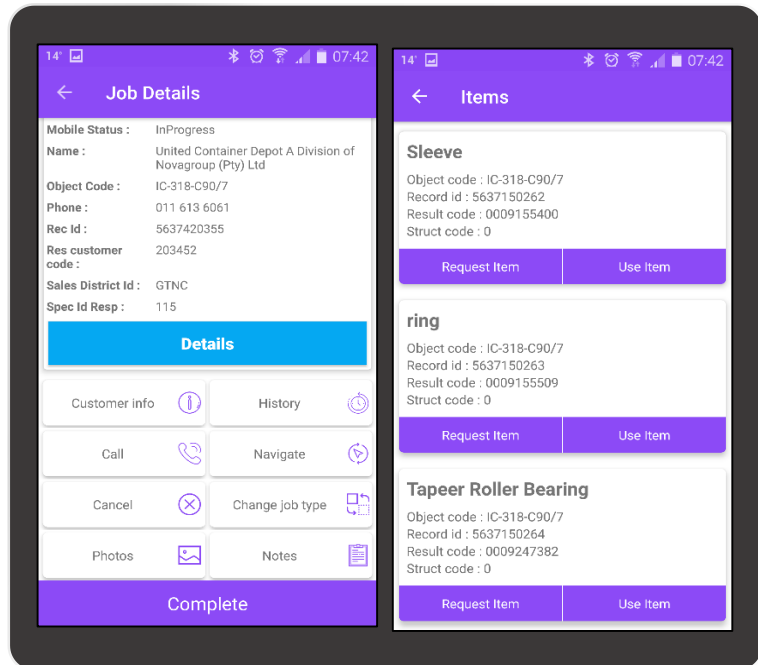 14°
07:42
Job Details
Mobile Status : InProgress
Name : United Container Depot A Division of
Novagroup (Pty) Ltd
Object Code : IC-318-C90/7
Phone : 011 613 6061
Rec Id : 5637420355
Res customer 203452
code :
Sales District Id : GTNC
Spec Id Resp : 115
Details
Customer info
History
Call
Navigate
Cancel
Change job type
Photos
Notes
Complete
14°
07:42
Items
Sleeve
Object code : IC-318-C90/7
Record id : 5637150262
Result code : 0009155400
Struct code : 0
Request Item
Use Item
ring
Object code : IC-318-C90/7
Record id : 5637150263
Result code : 0009155509
Struct code : 0
Request Item
Use Item
Tapeer Roller Bearing
Object code : IC-318-C90/7
Record id : 5637150264
Result code : 0009247382
Struct code : 0
Request Item
Use Item